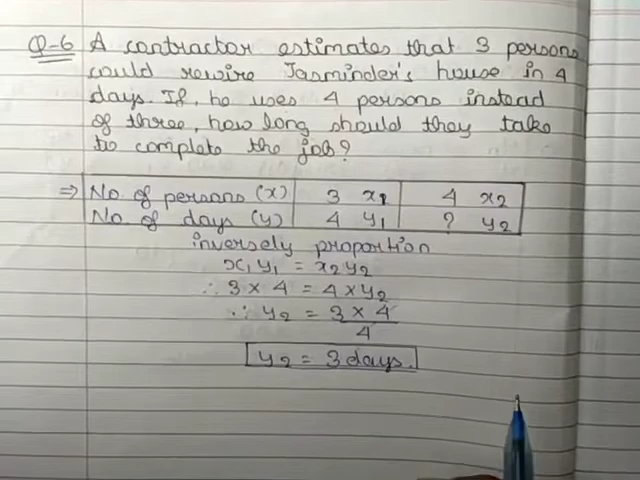 Q-6 A contractor estimates that 3 persons
could rewire Jasminder's house in 4
days. If, he uses 4 persons instead
of three, how long should they take
to complete the job?
⇒ No. of persons (x) 3 x1 4 x2
No. of days (y) 4 y1 ? y2
inversely proportion
x1 y1 = x2 y2
∴ 3 × 4 = 4 × y2
∵ y2 = 3 × 4
4
y2 = 3 days.